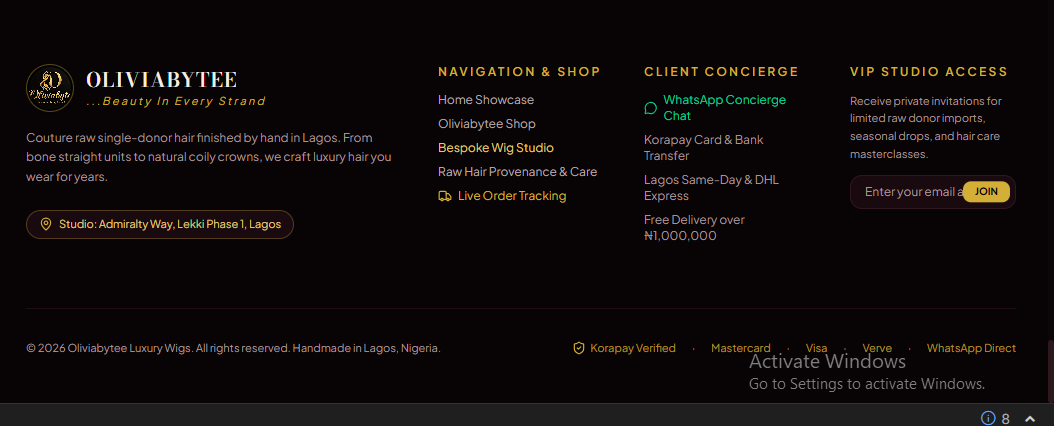 OLIVIABYTEE
...Beauty In Every Strand
Couture raw single-donor hair finished by hand in Lagos. From
bone straight units to natural coily crowns, we craft luxury hair you
wear for years.
Studio: Admiralty Way, Lekki Phase 1, Lagos
NAVIGATION & SHOP
Home Showcase
Oliviabytee Shop
Bespoke Wig Studio
Raw Hair Provenance & Care
Live Order Tracking
CLIENT CONCIERGE
WhatsApp Concierge
Chat
Korapay Card & Bank
Transfer
Lagos Same-Day & DHL
Express
Free Delivery over
₦1,000,000
VIP STUDIO ACCESS
Receive private invitations for
limited raw donor imports,
seasonal drops, and hair care
masterclasses.
Enter your email a
JOIN
© 2026 Oliviabytee Luxury Wigs. All rights reserved. Handmade in Lagos, Nigeria.
Korapay Verified · Mastercard · Visa · Verve · WhatsApp Direct
Activate Windows
Go to Settings to activate Windows.
8